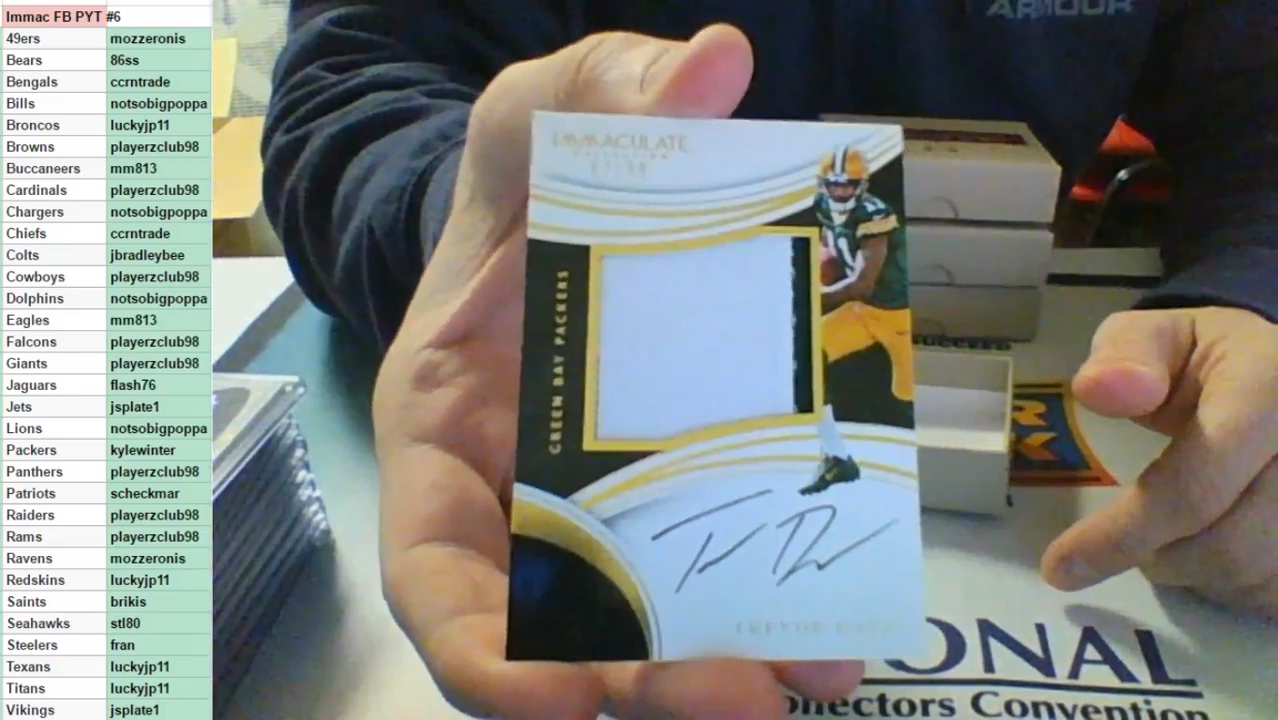 Immac FB PYT #6
49ers mozzeronis
Bears 86ss
Bengals ccrntrade
Bills notsobigpoppa
Broncos luckyjp11
Browns playerzclub98
Buccaneers mm813
Cardinals playerzclub98
Chargers notsobigpoppa
Chiefs ccrntrade
Colts jbradleybee
Cowboys playerzclub98
Dolphins notsobigpoppa
Eagles mm813
Falcons playerzclub98
Giants playerzclub98
Jaguars flash76
Jets jsplate1
Lions notsobigpoppa
Packers kylewinter
Panthers playerzclub98
Patriots scheckmar
Raiders playerzclub98
Rams playerzclub98
Ravens mozzeronis
Redskins luckyjp11
Saints brikis
Seahawks stl80
Steelers fran
Texans luckyjp11
Titans luckyjp11
Vikings jsplate1
ARMOUR
IMMACULATE
COLLECTION
GREEN BAY PACKERS
TREVOR
ONAL
ollectors Convention